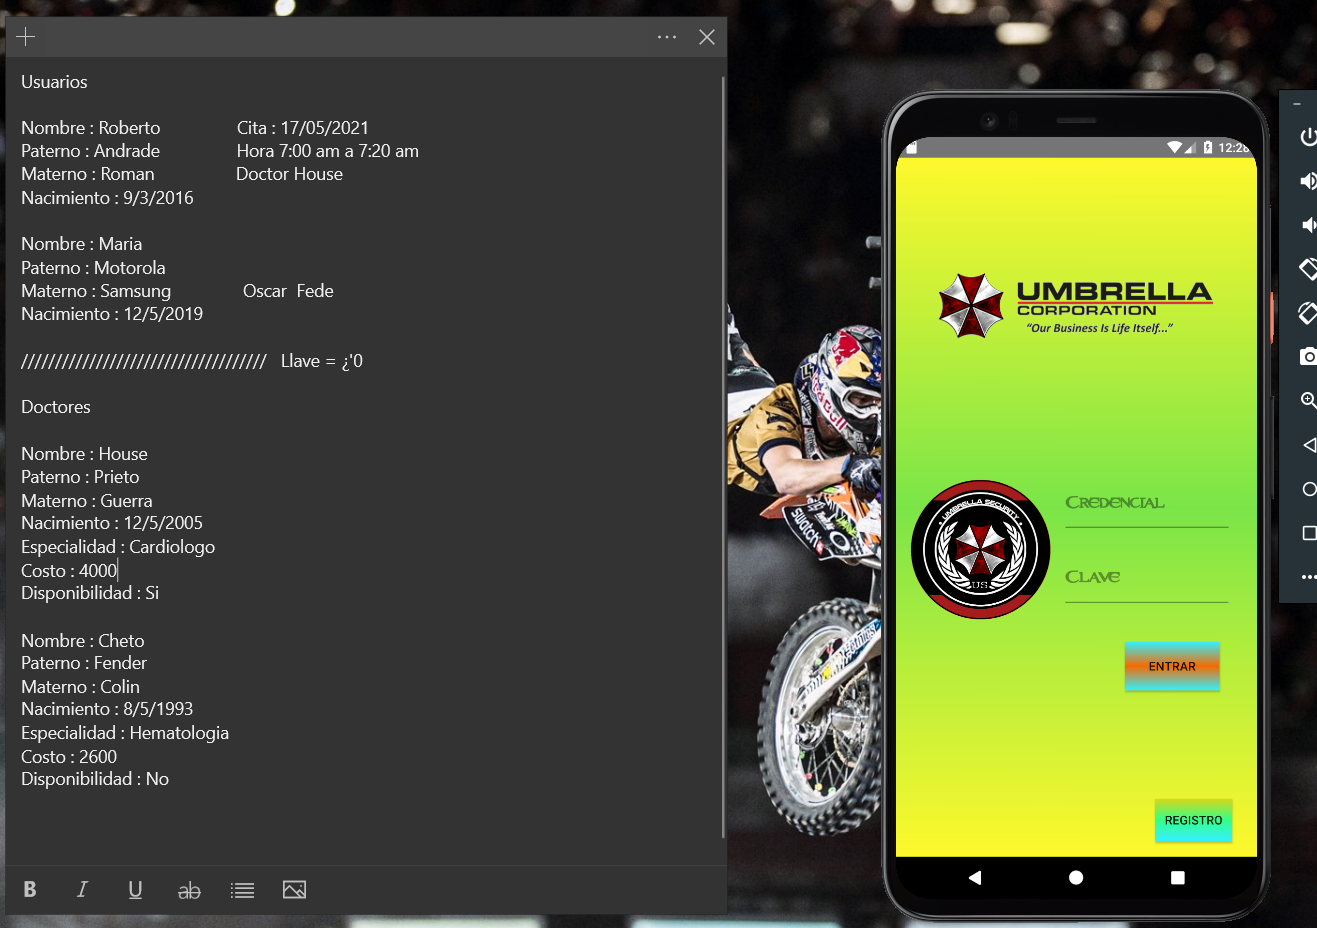 Usuarios
Nombre : Roberto Cita : 17/05/2021
Paterno : Andrade Hora 7:00 am a 7:20 am
Materno : Roman Doctor House
Nacimiento : 9/3/2016
Nombre : Maria
Paterno : Motorola
Materno : Samsung Oscar Fede
Nacimiento : 12/5/2019
//////////////////////////////////// Llave = ¿'0
Doctores
Nombre : House
Paterno : Prieto
Materno : Guerra
Nacimiento : 12/5/2005
Especialidad : Cardiologo
Costo : 4000
Disponibilidad : Si
Nombre : Cheto
Paterno : Fender
Materno : Colin
Nacimiento : 8/5/1993
Especialidad : Hematologia
Costo : 2600
Disponibilidad : No
B I U ab
12:28
UMBRELLA
CORPORATION
“Our Business Is Life Itself...”
UMBRELLA SECURITY
Credencial
Clave
ENTRAR
REGISTRO
Red Bull
swatch